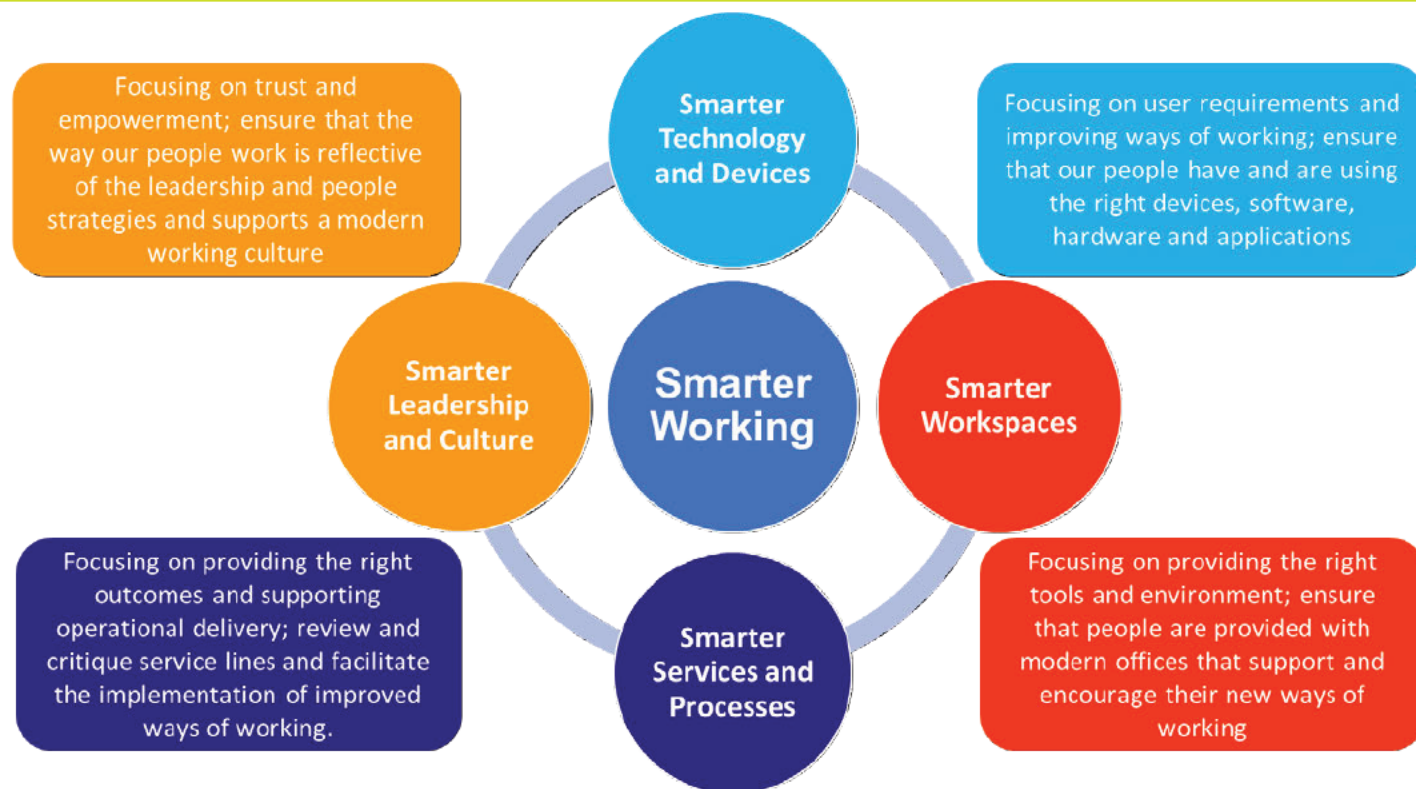 Focusing on trust and
empowerment; ensure that the
way our people work is reflective
of the leadership and people
strategies and supports a modern
working culture
Smarter
Technology
and Devices
Focusing on user requirements and
improving ways of working; ensure
that our people have and are using
the right devices, software,
hardware and applications
Smarter
Leadership
and Culture
Smarter
Working
Smarter
Workspaces
Focusing on providing the right
outcomes and supporting
operational delivery; review and
critique service lines and facilitate
the implementation of improved
ways of working.
Smarter
Services and
Processes
Focusing on providing the right
tools and environment; ensure
that people are provided with
modern offices that support and
encourage their new ways of
working